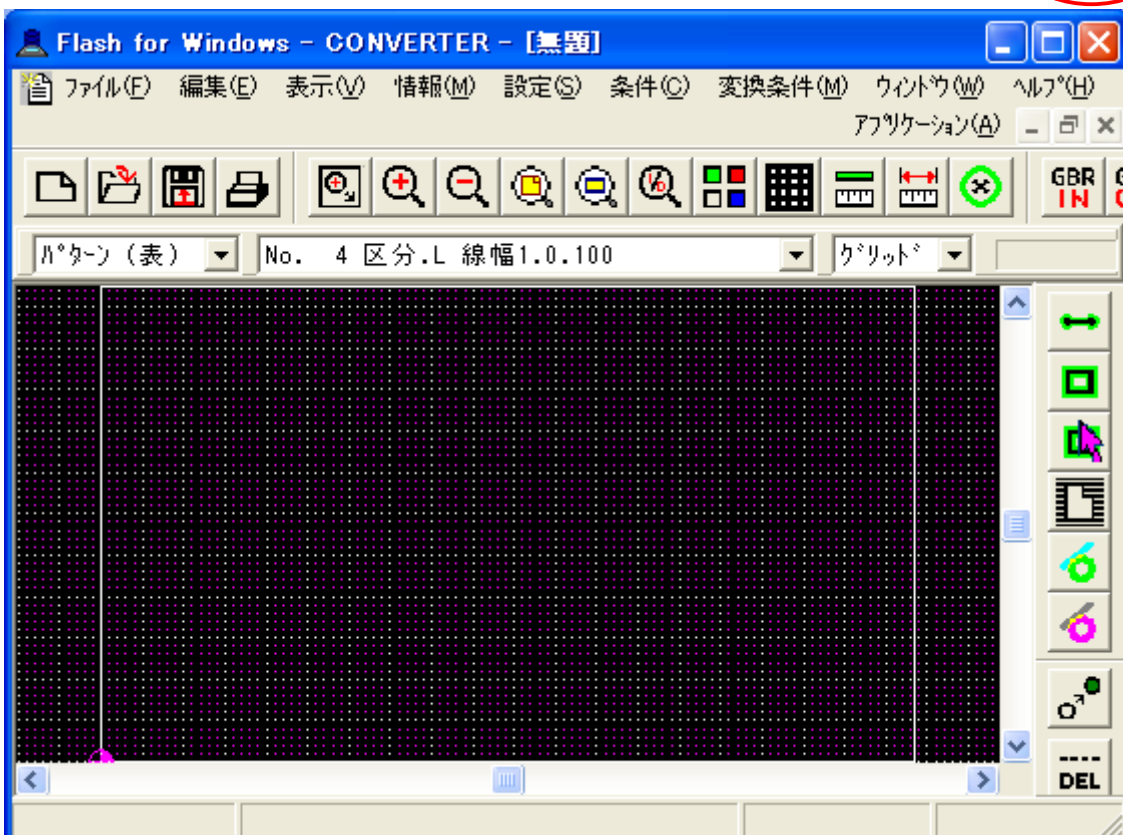 Flash for Windows - CONVERTER - [無題]
ファイル(F) 編集(E) 表示(V) 情報(M) 設定(S) 条件(C) 変換条件(M) ウィンドウ(W) ヘルプ(H)
アプリケーション(A)
GBR
IN
パターン (表) No. 4 区分.L 線幅1.0.100 グリッド
DEL